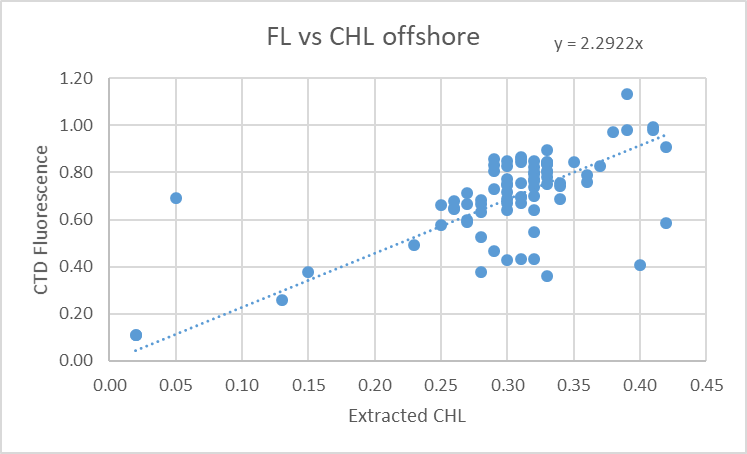 FL vs CHL offshore
y = 2.2922x
1.20
1.00
0.80
0.60
0.40
0.20
0.00
CTD Fluorescence
0.00 0.05 0.10 0.15 0.20 0.25 0.30 0.35 0.40 0.45
Extracted CHL